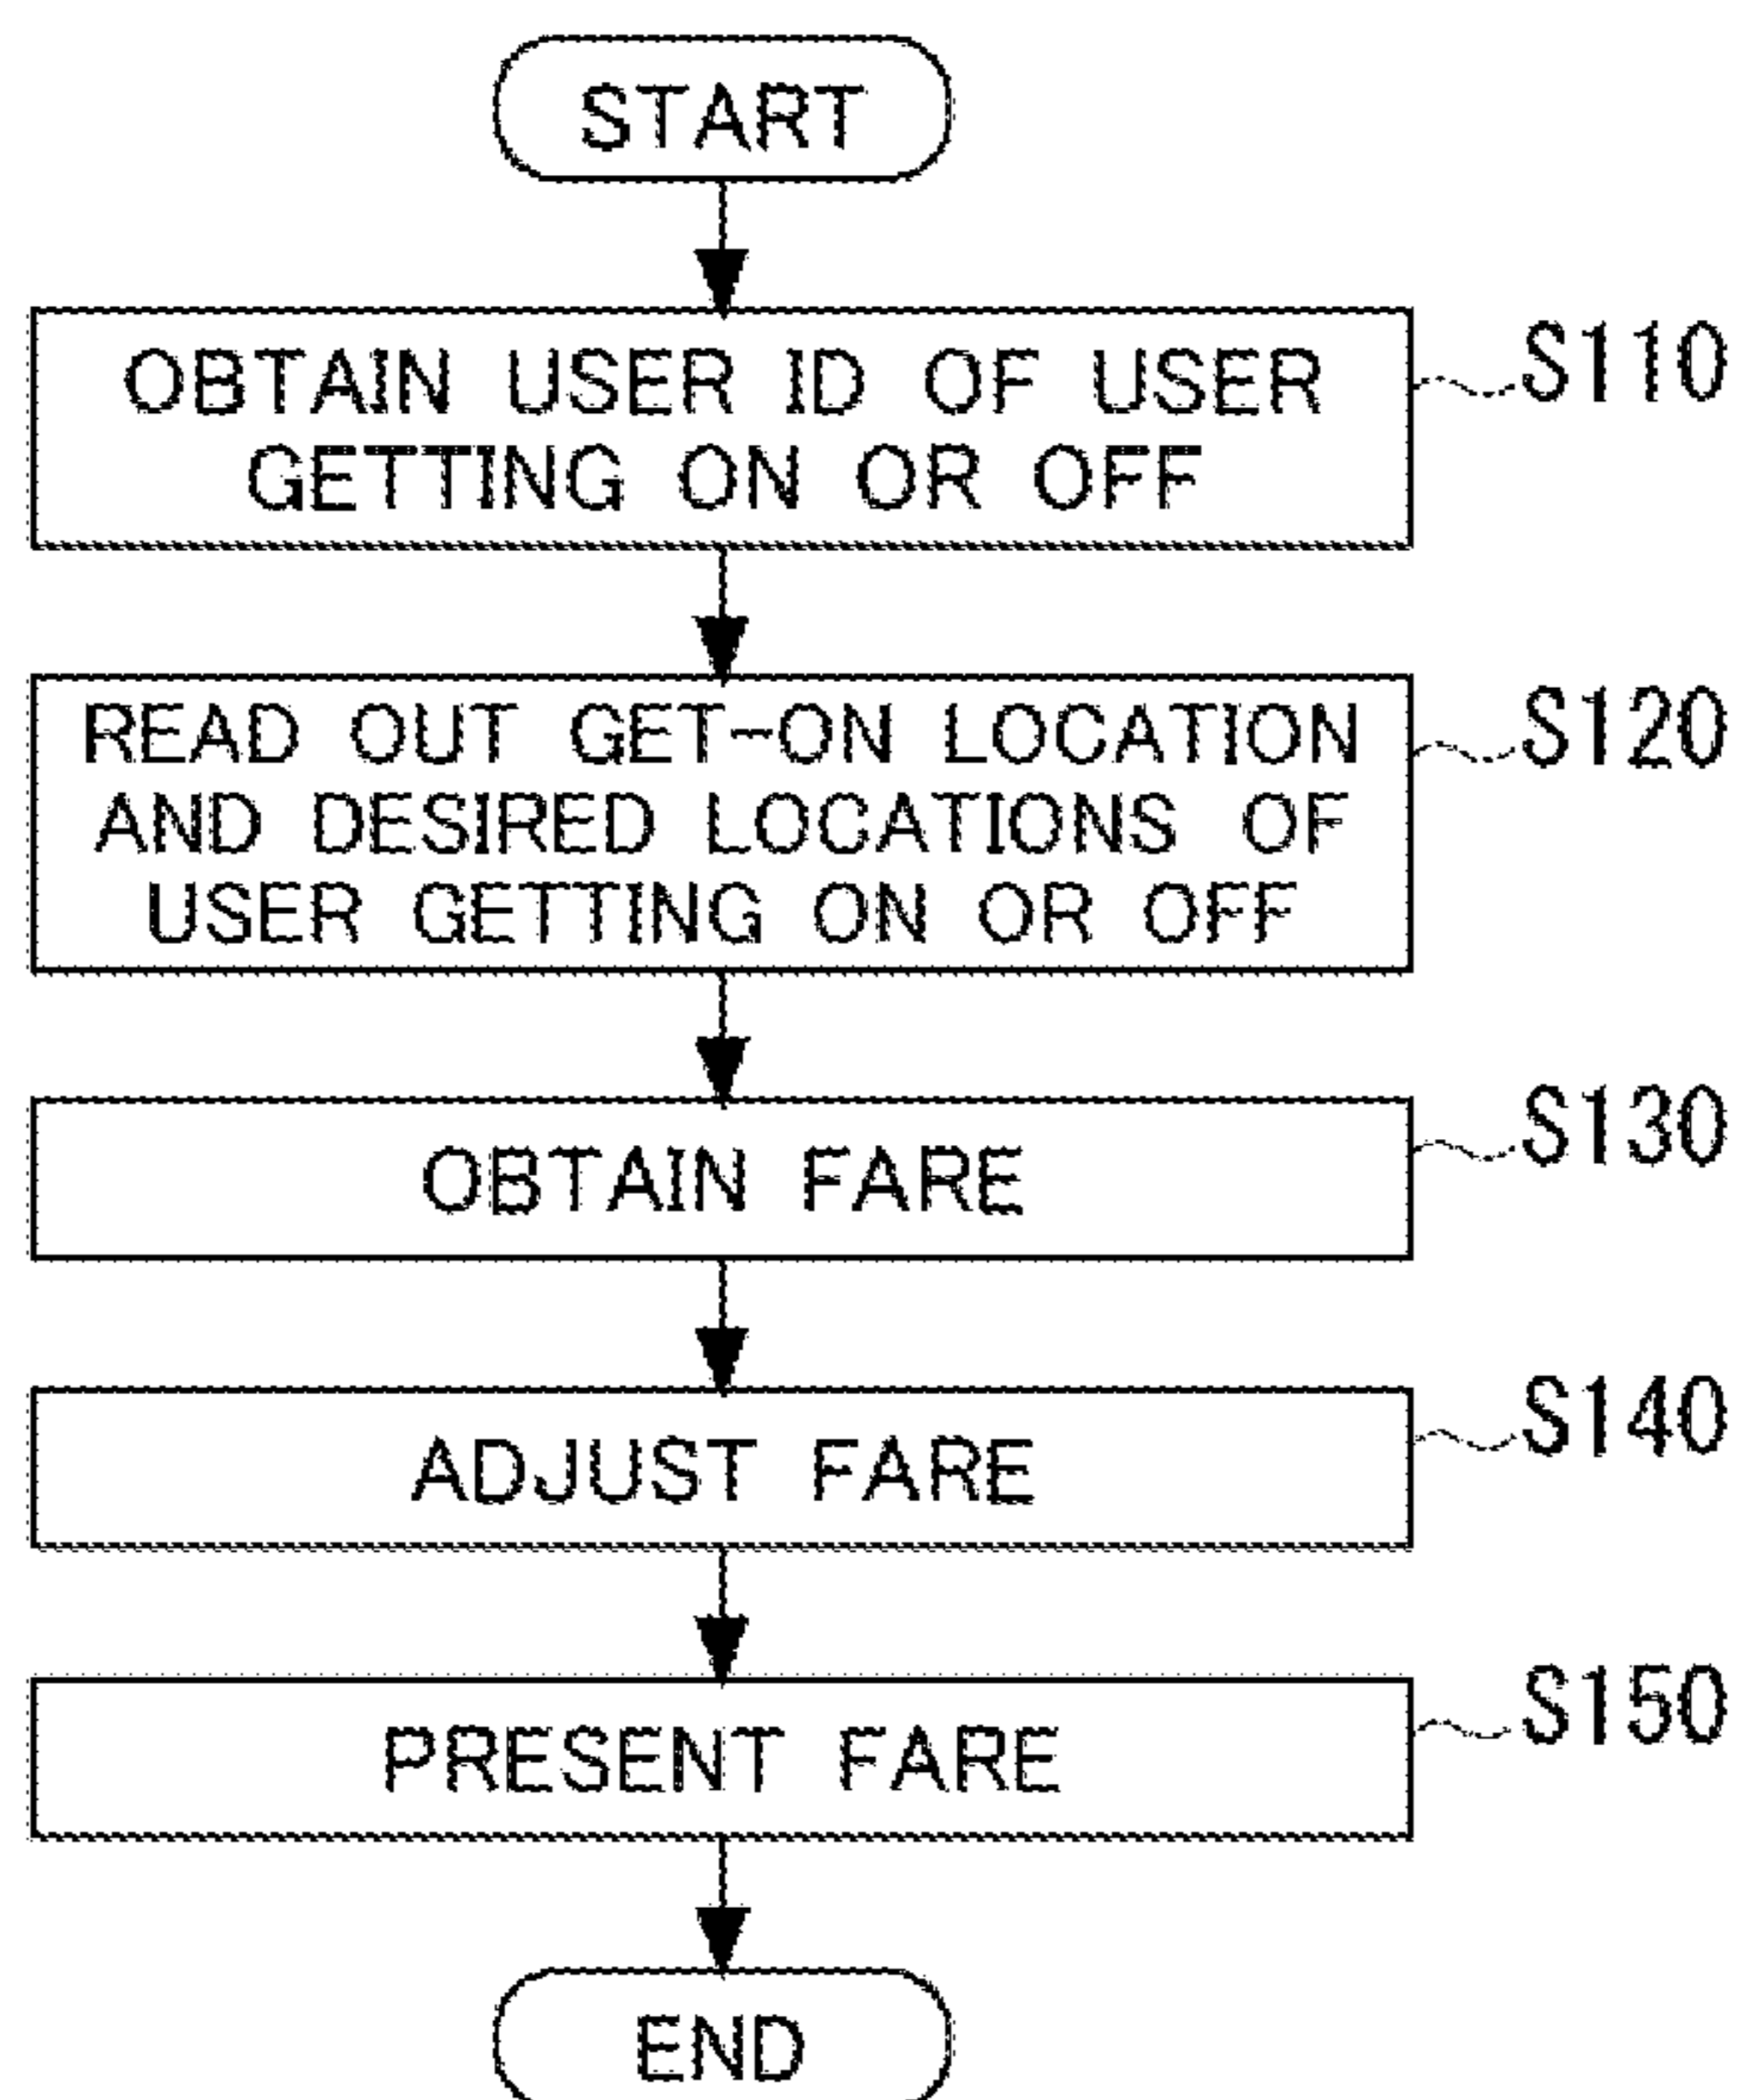 START
OBTAIN USER ID OF USER
GETTING ON OR OFF
S110
READ OUT GET-ON LOCATION
AND DESIRED LOCATIONS OF
USER GETTING ON OR OFF
S120
OBTAIN FARE
S130
ADJUST FARE
S140
PRESENT FARE
S150
END